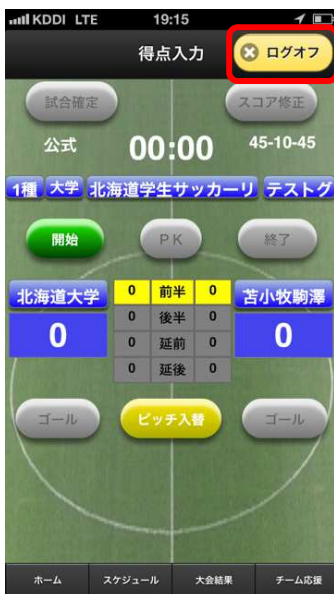 KDDI LTE 19:15
得点入力 ログオフ
試合確定 スコア修正
公式 00:00 45-10-45
1種 大学 北海道学生サッカーリ テストグ
開始 PK 終了
北海道大学 0 前半 0 苫小牧駒澤
0 後半 0
0 0
0 延前 0
0 延後 0
ゴール ピッチ入替 ゴール
ホーム スケジュール 大会結果 チーム応援